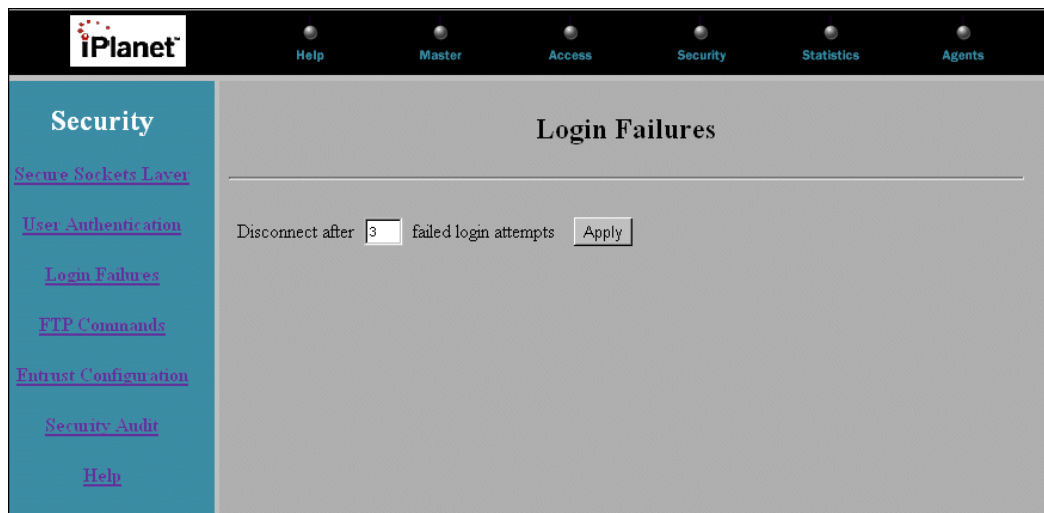 iPlanet™
Help Master Access Security Statistics Agents
Security
Secure Sockets Layer
User Authentication
Login Failures
FTP Commands
Entrust Configuration
Security Audit
Help
Login Failures
Disconnect after 3 failed login attempts Apply